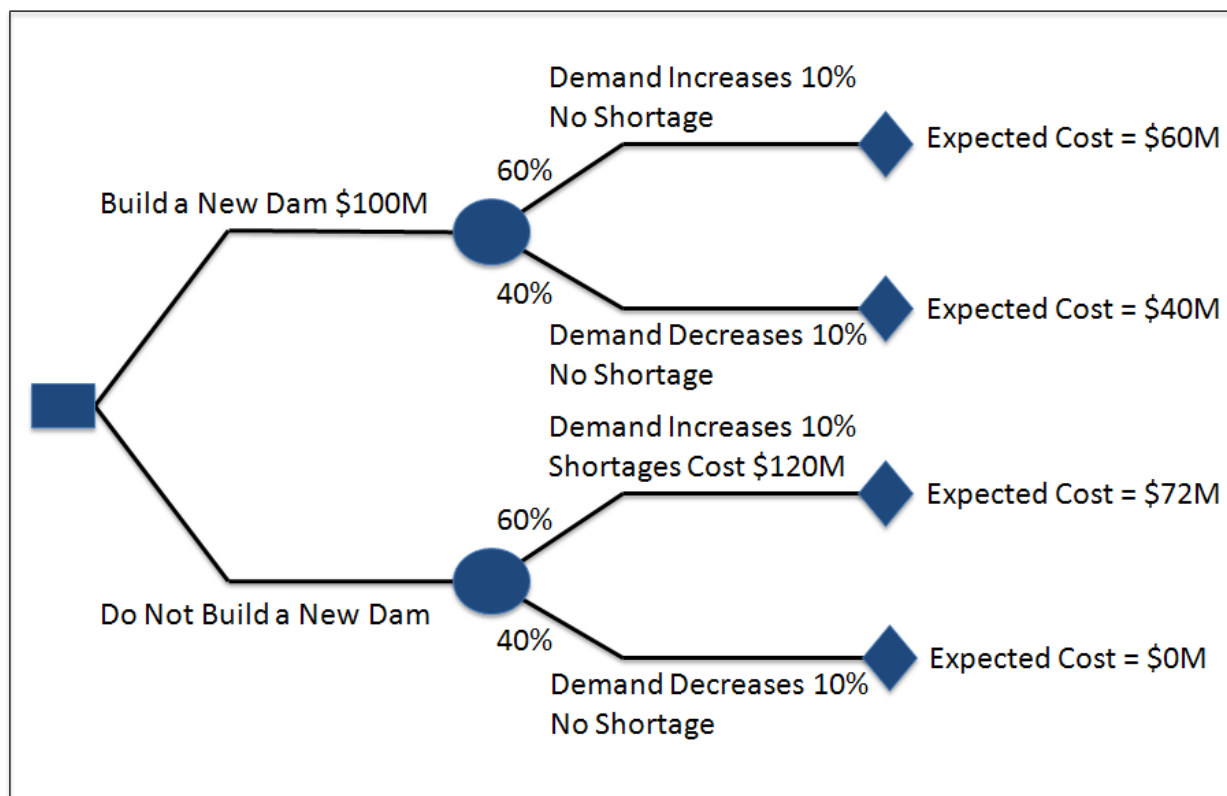 Demand Increases 10%
No Shortage
Expected Cost = $60M
60%
Build a New Dam $100M
40%
Expected Cost = $40M
Demand Decreases 10%
No Shortage
Demand Increases 10%
Shortages Cost $120M
Expected Cost = $72M
60%
Do Not Build a New Dam
40%
Expected Cost = $0M
Demand Decreases 10%
No Shortage